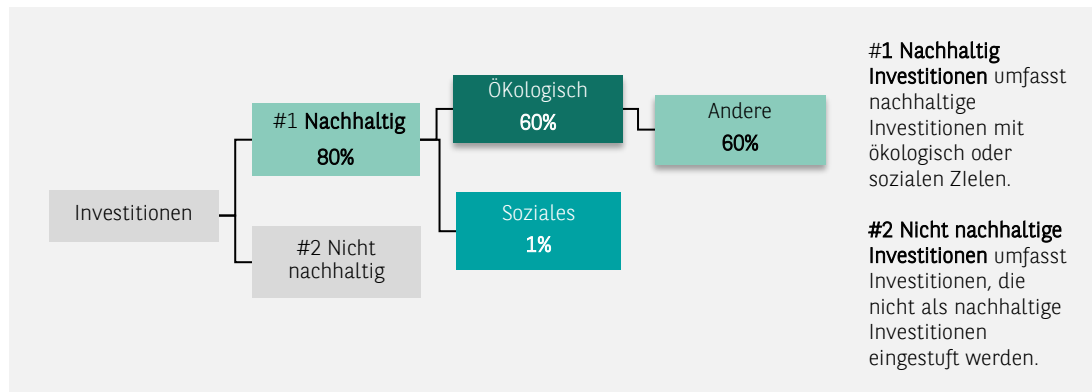 Investitionen
#1 Nachhaltig
80%
#2 Nicht
nachhaltig
ÖKologisch
60%
Soziales
1%
Andere
60%
#1 Nachhaltig
Investitionen umfasst
nachhaltige
Investitionen mit
ökologisch oder
sozialen ZIelen.
#2 Nicht nachhaltige
Investitionen umfasst
Investitionen, die
nicht als nachhaltige
Investitionen
eingestuft werden.